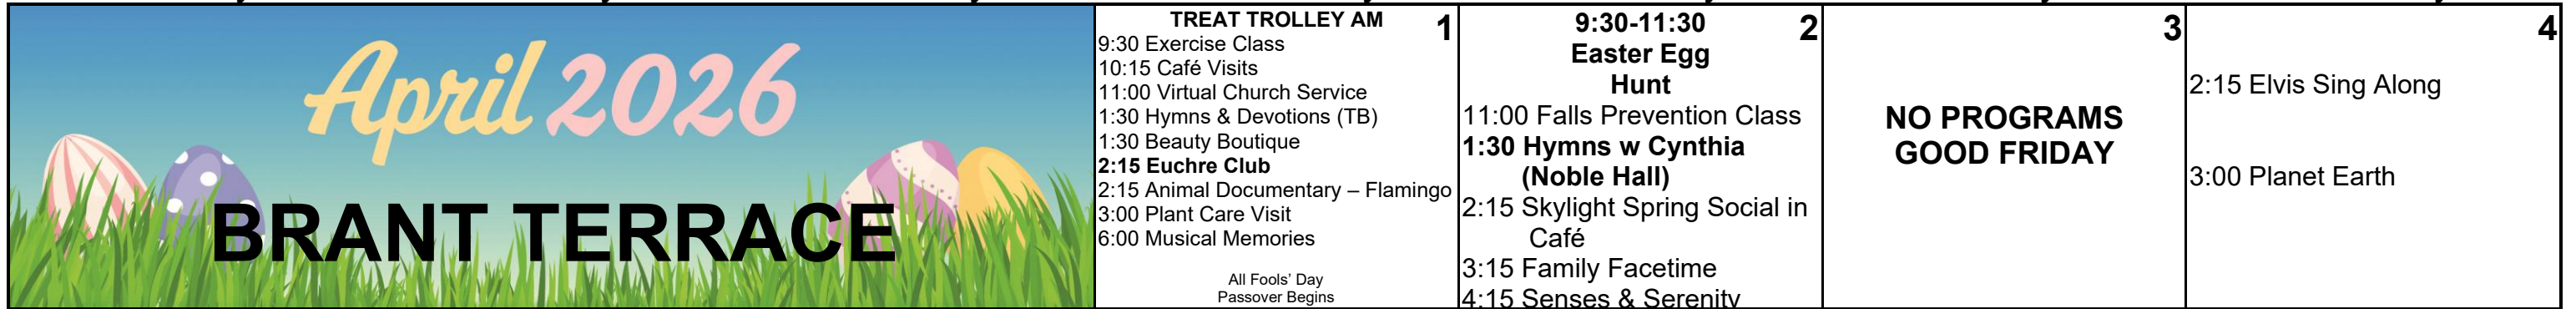 April 2026
BRANT TERRACE
TREAT TROLLEY AM
1
9:30 Exercise Class
10:15 Café Visits
11:00 Virtual Church Service
1:30 Hymns & Devotions (TB)
1:30 Beauty Boutique
2:15 Euchre Club
2:15 Animal Documentary – Flamingo
3:00 Plant Care Visit
6:00 Musical Memories
All Fools' Day
Passover Begins
9:30-11:30
2
Easter Egg
Hunt
11:00 Falls Prevention Class
1:30 Hymns w Cynthia
(Noble Hall)
2:15 Skylight Spring Social in
Café
3:15 Family Facetime
4:15 Senses & Serenity
3
NO PROGRAMS
GOOD FRIDAY
4
2:15 Elvis Sing Along
3:00 Planet Earth